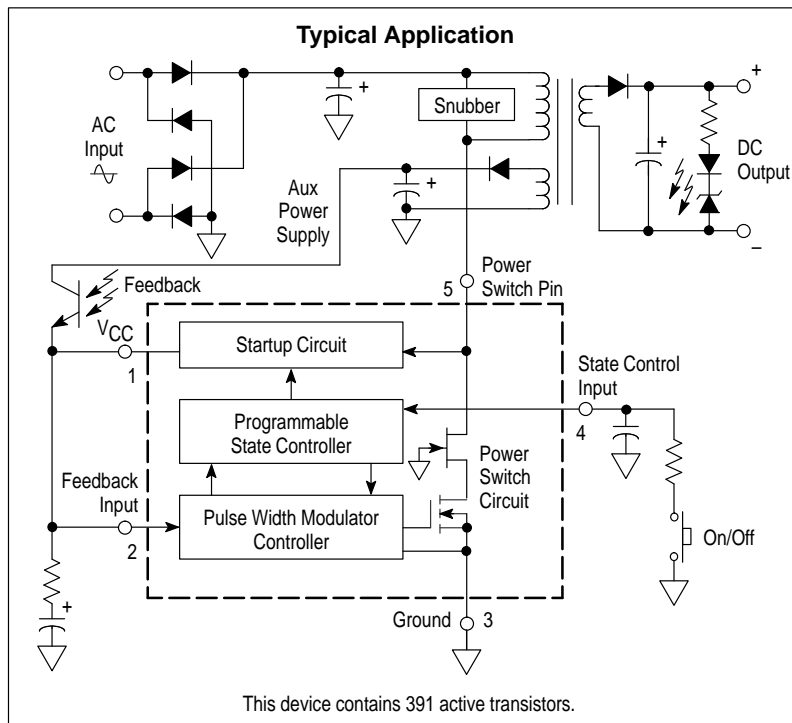 Typical Application
+
Snubber
+
AC
Input
+
DC
Output
+
Aux
Power
Supply
–
Feedback
5
Power
Switch Pin
VCC
1
Startup Circuit
State Control
Input
4
Programmable
State Controller
Power
Switch
Circuit
Feedback
Input
2
Pulse Width Modulator
Controller
On/Off
+
Ground
3
This device contains 391 active transistors.